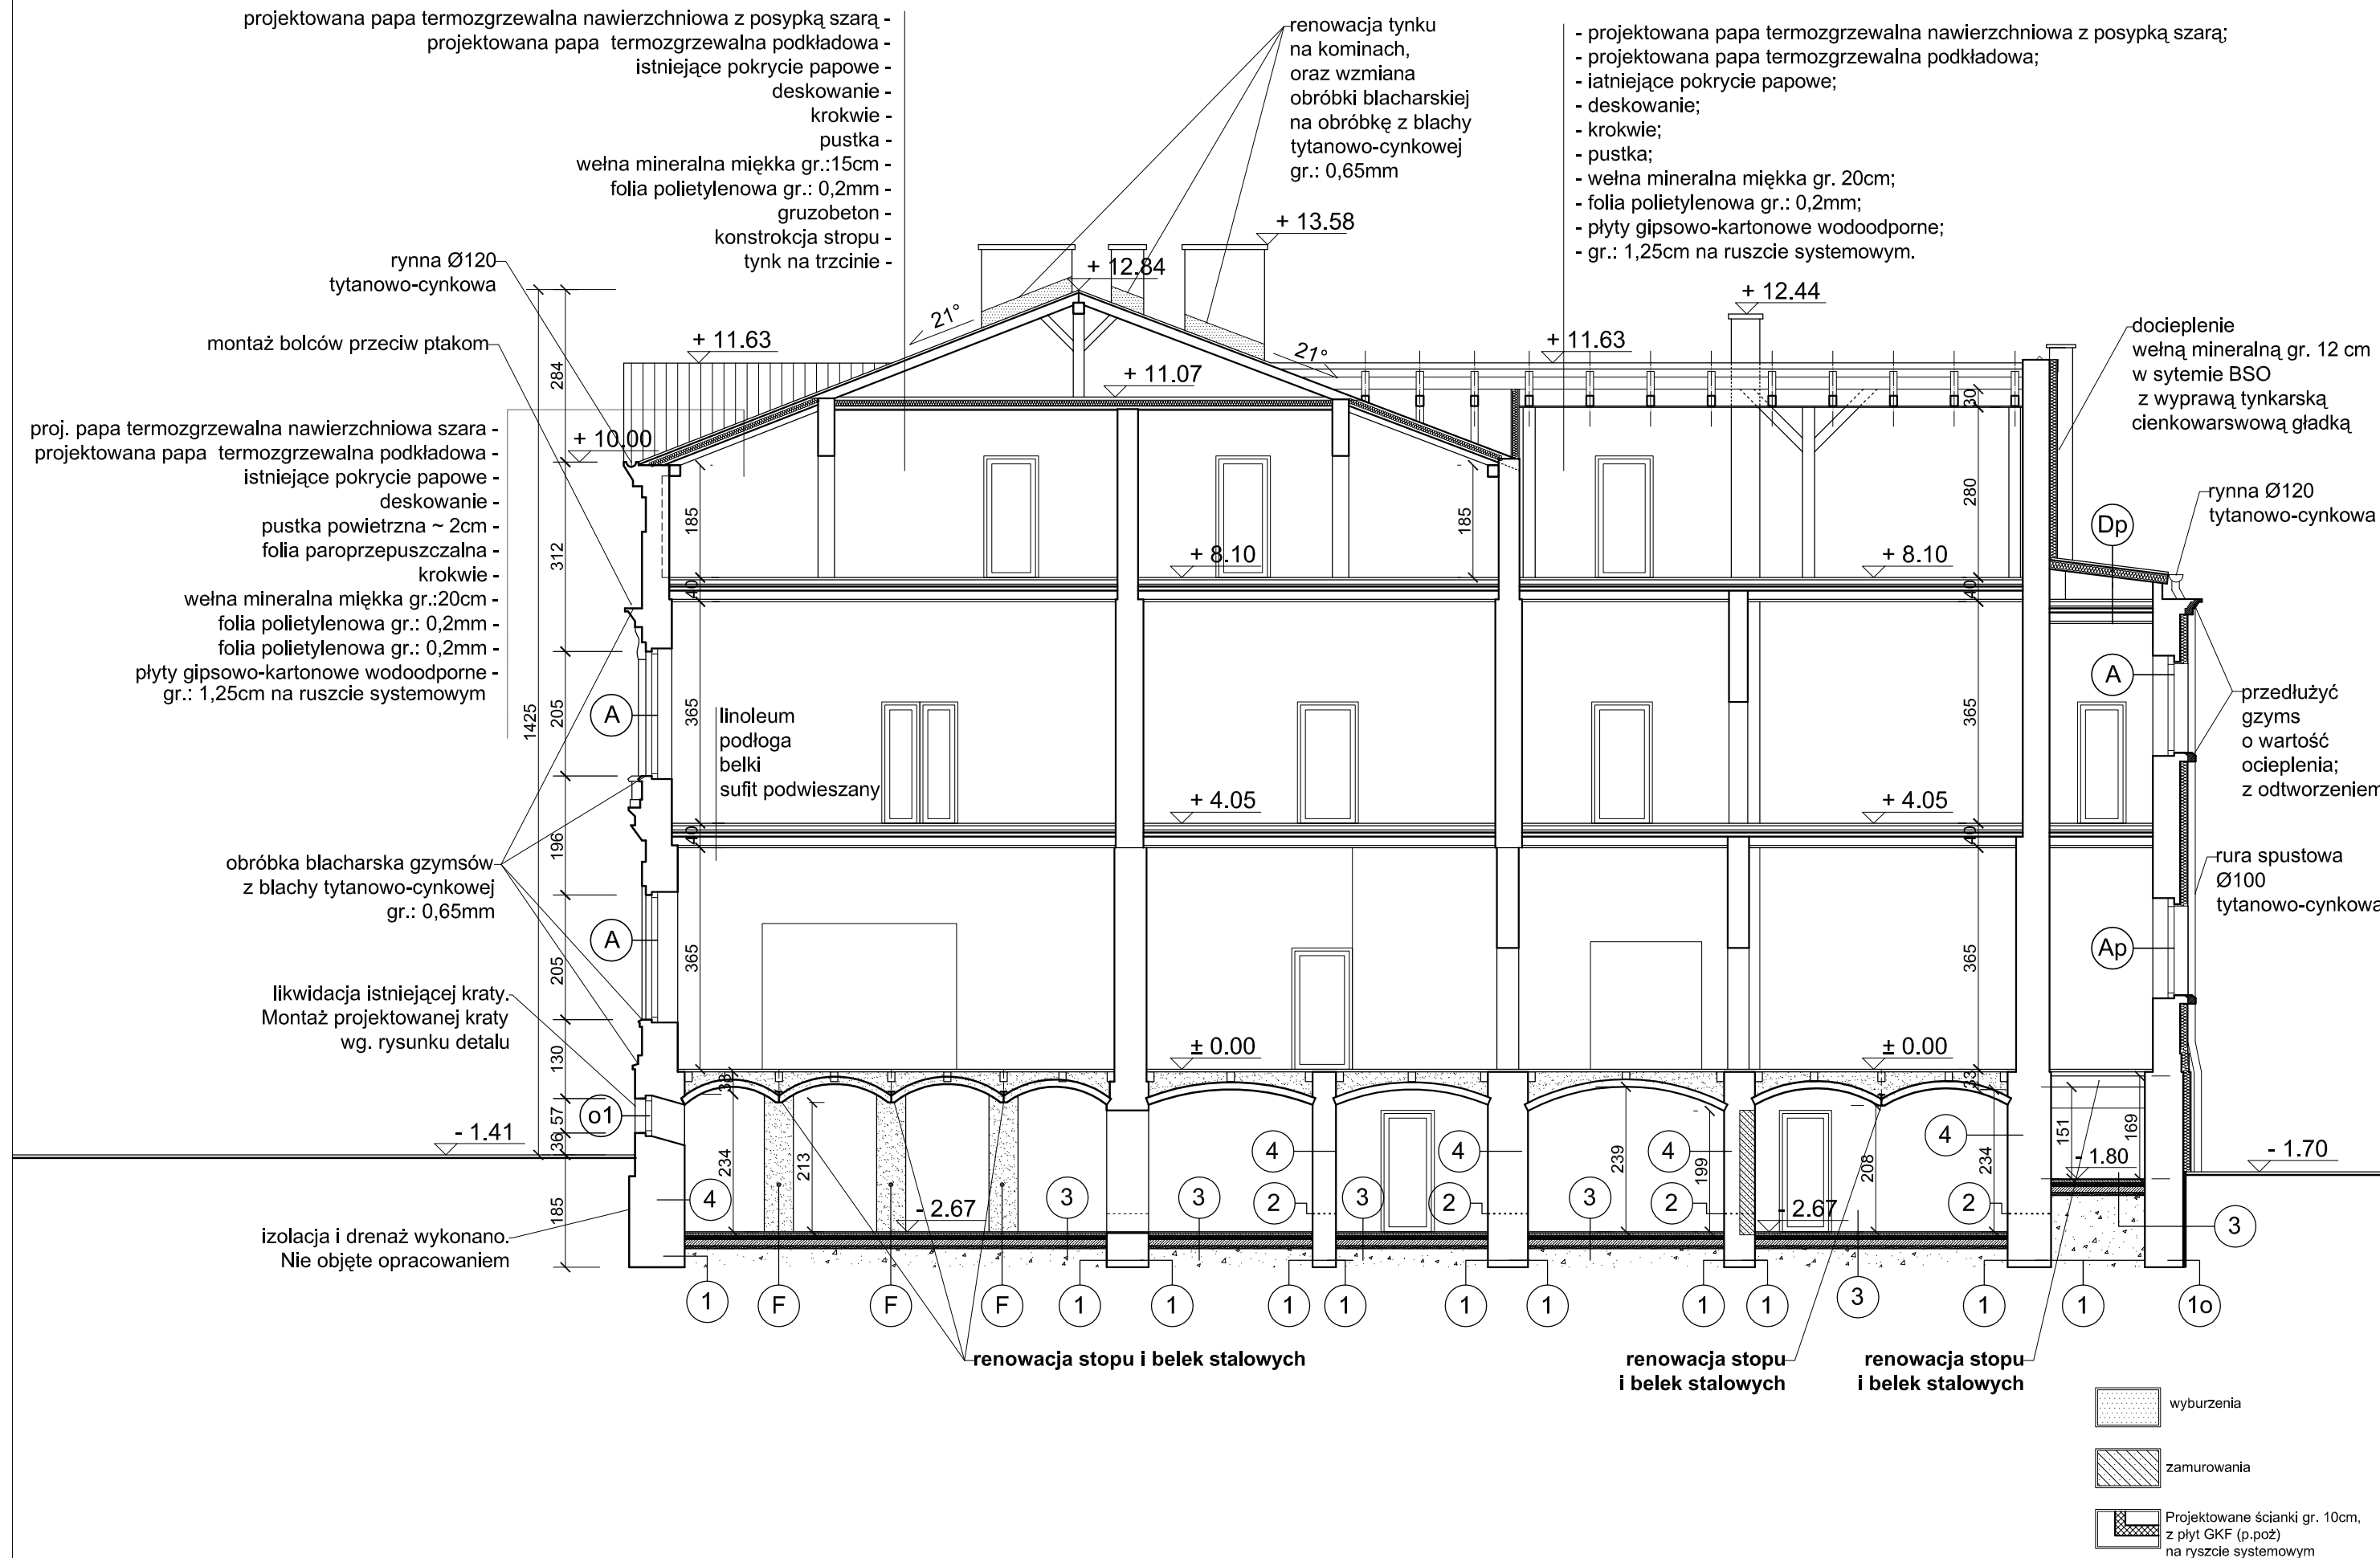 projektowana papa termozgrzewalna nawierzchniowa z posypką szarą -
projektowana papa termozgrzewalna podkładowa -
istniejące pokrycie papowe -
deskowanie -
krokwie -
pustka -
wełna mineralna miękka gr.:15cm -
folia polietylenowa gr.: 0,2mm -
gruzobeton -
konstrokcja stropu -
tynk na trzcinie -
renowacja tynku
na kominach,
oraz wzmiana
obróbki blacharskiej
na obróbkę z blachy
tytanowo-cynkowej
gr.: 0,65mm
- projektowana papa termozgrzewalna nawierzchniowa z posypką szarą;
- projektowana papa termozgrzewalna podkładowa;
- iatniejące pokrycie papowe;
- deskowanie;
- krokwie;
- pustka;
- wełna mineralna miękka gr. 20cm;
- folia polietylenowa gr.: 0,2mm;
- płyty gipsowo-kartonowe wodoodporne;
- gr.: 1,25cm na ruszcie systemowym.
rynna Ø120
tytanowo-cynkowa
montaż bolców przeciw ptakom
proj. papa termozgrzewalna nawierzchniowa szara -
projektowana papa termozgrzewalna podkładowa -
istniejące pokrycie papowe -
deskowanie -
pustka powietrzna ~ 2cm -
folia paroprzepuszczalna -
krokwie -
wełna mineralna miękka gr.:20cm -
folia polietylenowa gr.: 0,2mm -
folia polietylenowa gr.: 0,2mm -
płyty gipsowo-kartonowe wodoodporne -
gr.: 1,25cm na ruszcie systemowym
obróbka blacharska gzymsów
z blachy tytanowo-cynkowej
gr.: 0,65mm
likwidacja istniejącej kraty.
Montaż projektowanej kraty
wg. rysunku detalu
- 1.41
izolacja i drenaż wykonano.
Nie objęte opracowaniem
1425
284
312
205
196
205
130
57
36
185
+ 13.58
+ 12.84
+ 12.44
21°
21°
+ 11.63
+ 11.63
+ 11.07
+ 10.00
30
185
185
280
+ 8.10
+ 8.10
40
40
365
365
linoleum
podłoga
belki
sufit podwieszany
+ 4.05
+ 4.05
40
40
365
365
± 0.00
± 0.00
38
33
234
213
239
199
208
234
151
169
- 2.67
- 2.67
- 1.80
- 1.70
A
A
o1
Dp
A
Ap
4
4
4
4
4
3
3
3
3
2
2
2
2
3
1
F
F
F
1
1
1
1
1
1
1
1
3
1
1
1o
docieplenie
wełną mineralną gr. 12 cm
w sytemie BSO
z wyprawą tynkarską
cienkowarswową gładką
rynna Ø120
tytanowo-cynkowa
przedłużyć
gzyms
o wartość
ocieplenia;
z odtworzeniem
rura spustowa
Ø100
tytanowo-cynkowa
renowacja stopu i belek stalowych
renowacja stopu
i belek stalowych
renowacja stopu
i belek stalowych
wyburzenia
zamurowania
Projektowane ścianki gr. 10cm,
z płyt GKF (p.poż)
na ryszcie systemowym